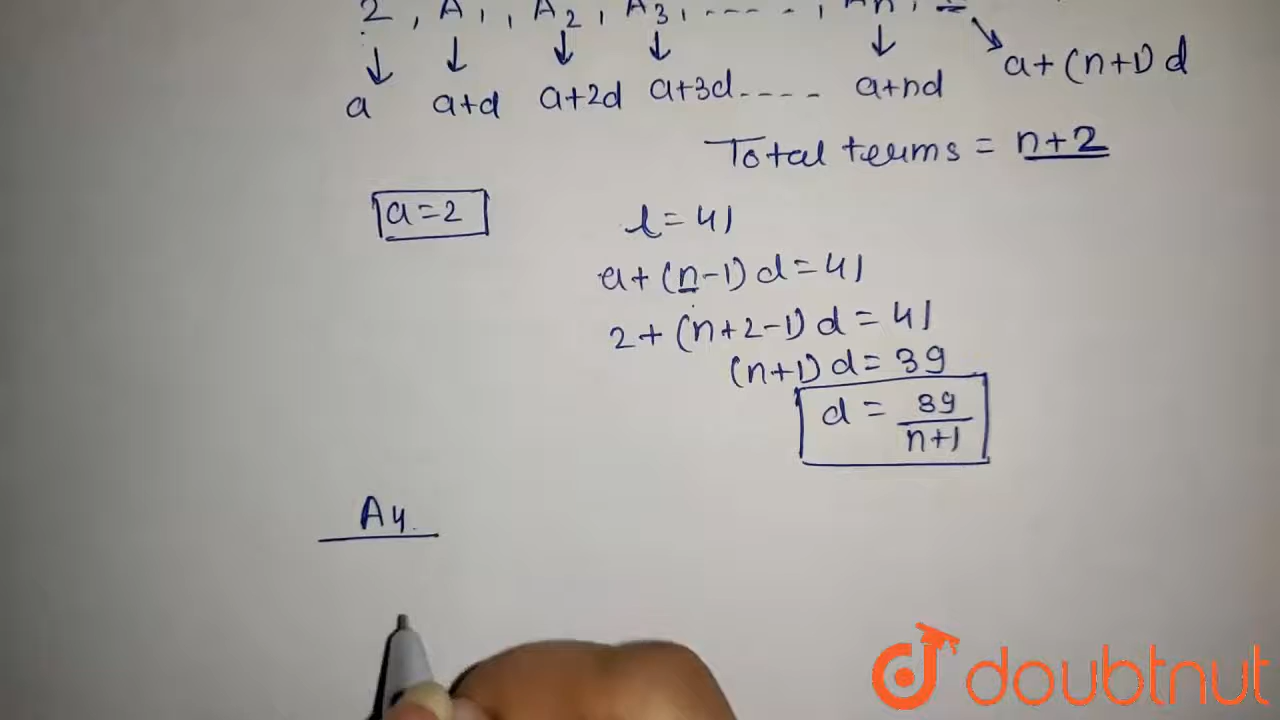 2, A1, A2, A3, -----, An,
a a+d a+2d a+3d ---- a+nd a+(n+1)d
Total terms = n+2
a=2
l=41
a+(n-1)d=41
2+(n+2-1)d=41
(n+1)d=39
d=39/n+1
A4
doubtnut